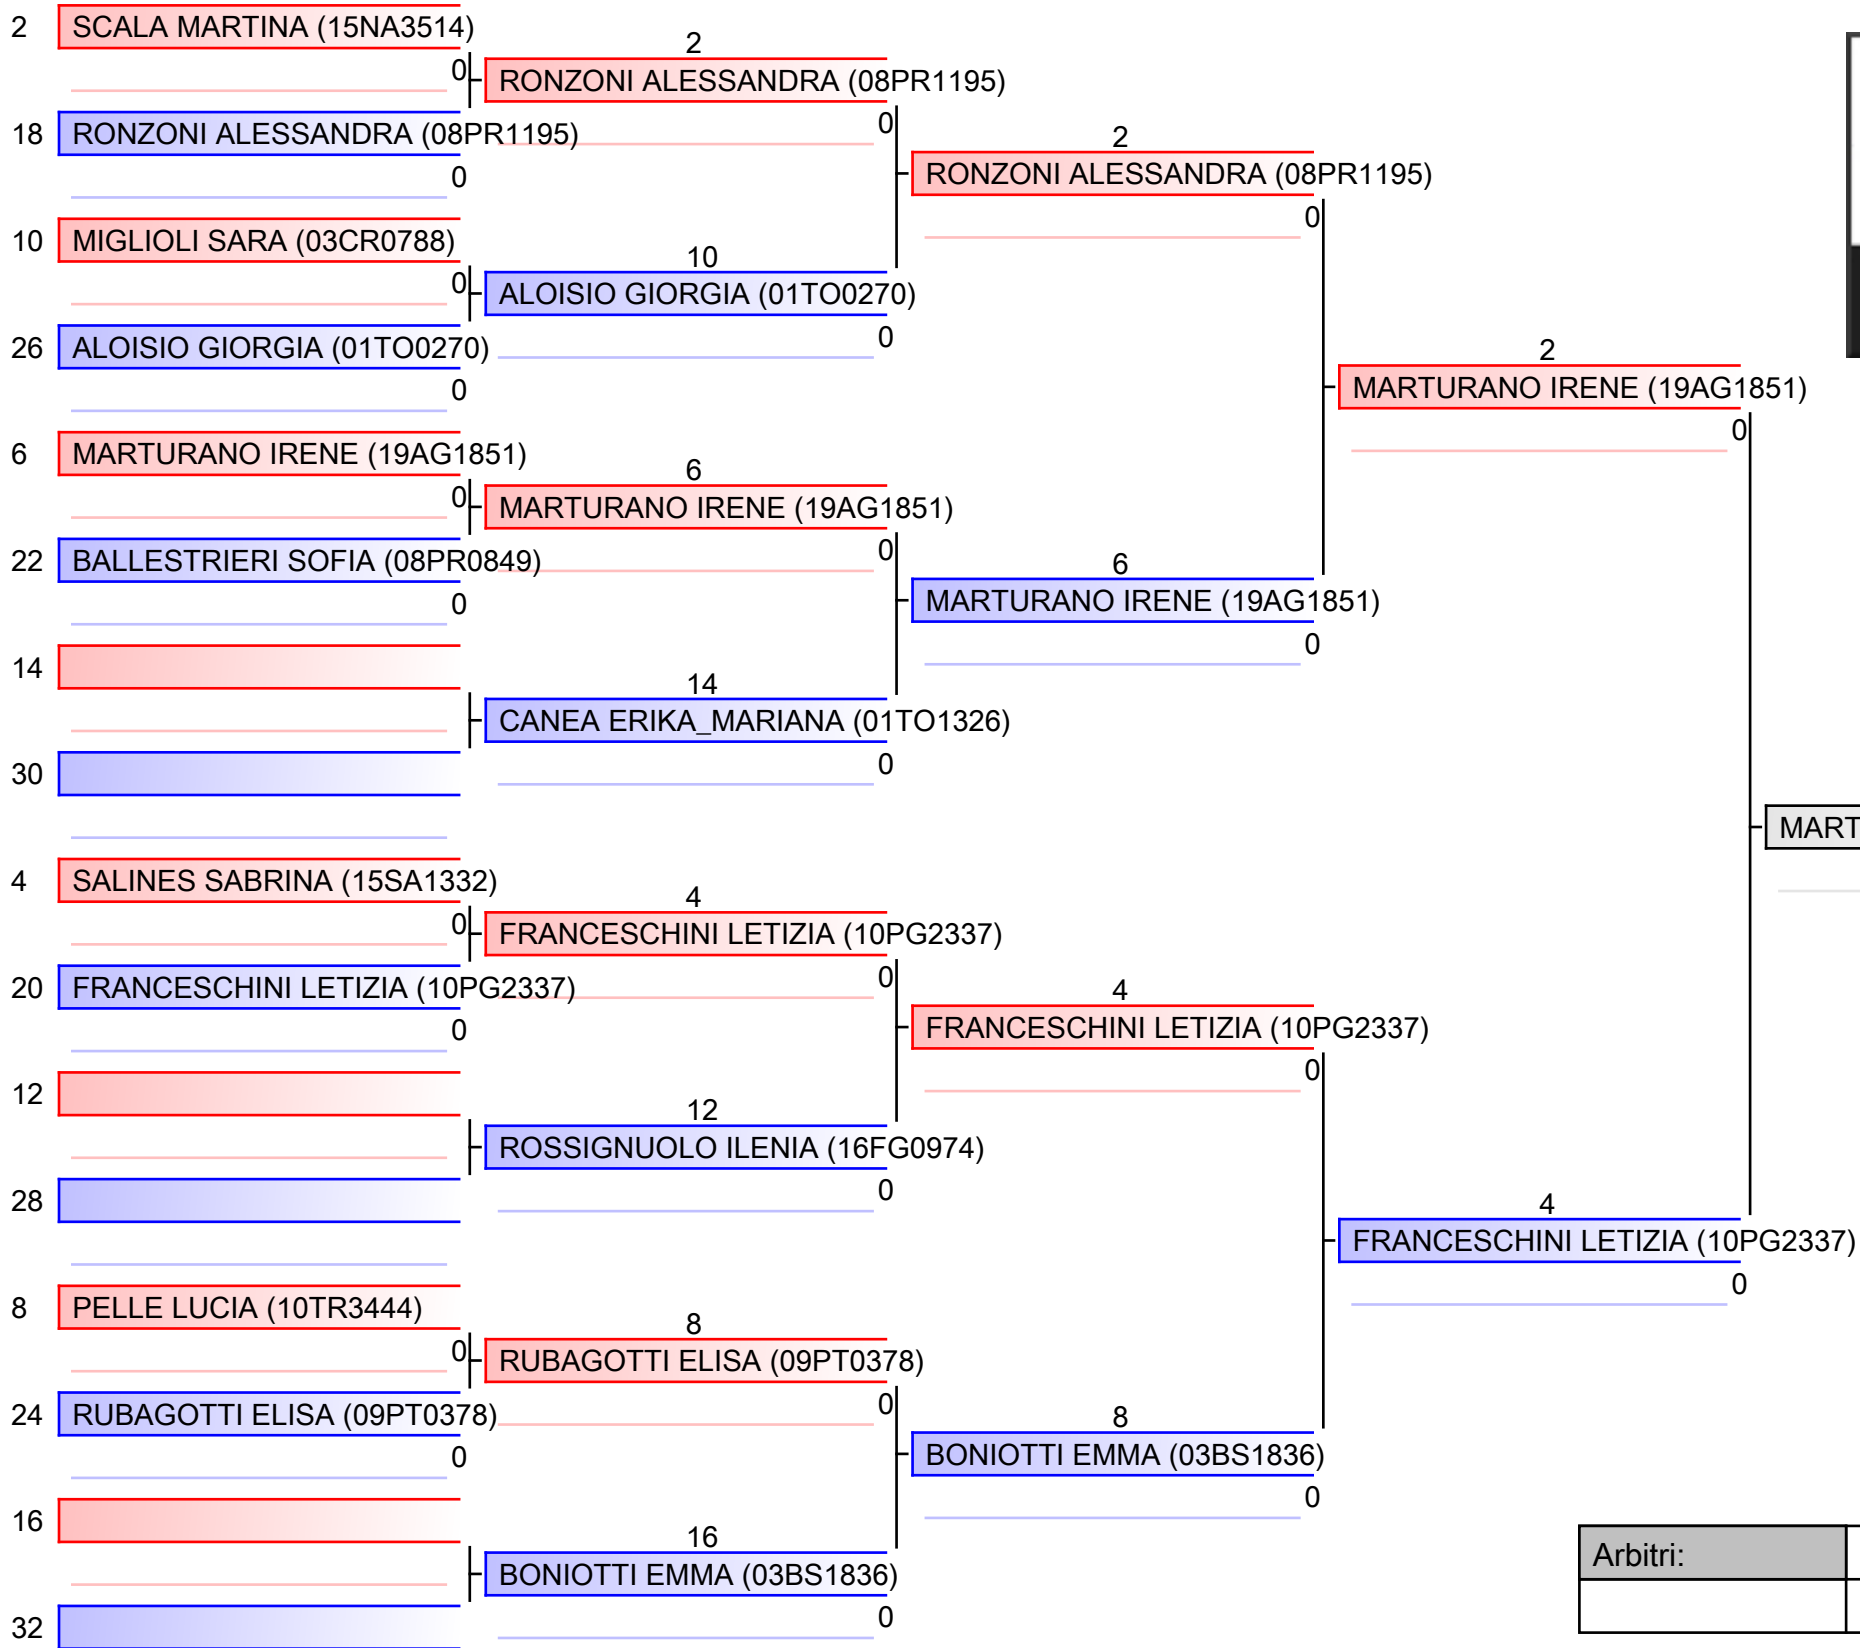 2 SCALA MARTINA (15NA3514)
0
18 RONZONI ALESSANDRA (08PR1195)
0
10 MIGLIOLI SARA (03CR0788)
0
26 ALOISIO GIORGIA (01TO0270)
0
6 MARTURANO IRENE (19AG1851)
0
22 BALLESTRIERI SOFIA (08PR0849)
0
14
30
4 SALINES SABRINA (15SA1332)
0
20 FRANCESCHINI LETIZIA (10PG2337)
0
12
28
8 PELLE LUCIA (10TR3444)
0
24 RUBAGOTTI ELISA (09PT0378)
0
16
32
2
RONZONI ALESSANDRA (08PR1195)
0
10
ALOISIO GIORGIA (01TO0270)
0
6
MARTURANO IRENE (19AG1851)
0
14
CANEA ERIKA_MARIANA (01TO1326)
0
4
FRANCESCHINI LETIZIA (10PG2337)
0
12
ROSSIGNUOLO ILENIA (16FG0974)
0
8
RUBAGOTTI ELISA (09PT0378)
0
16
BONIOTTI EMMA (03BS1836)
0
2
RONZONI ALESSANDRA (08PR1195)
0
6
MARTURANO IRENE (19AG1851)
0
4
FRANCESCHINI LETIZIA (10PG2337)
0
8
BONIOTTI EMMA (03BS1836)
0
2
MARTURANO IRENE (19AG1851)
0
4
FRANCESCHINI LETIZIA (10PG2337)
0
MART
Arbitri: